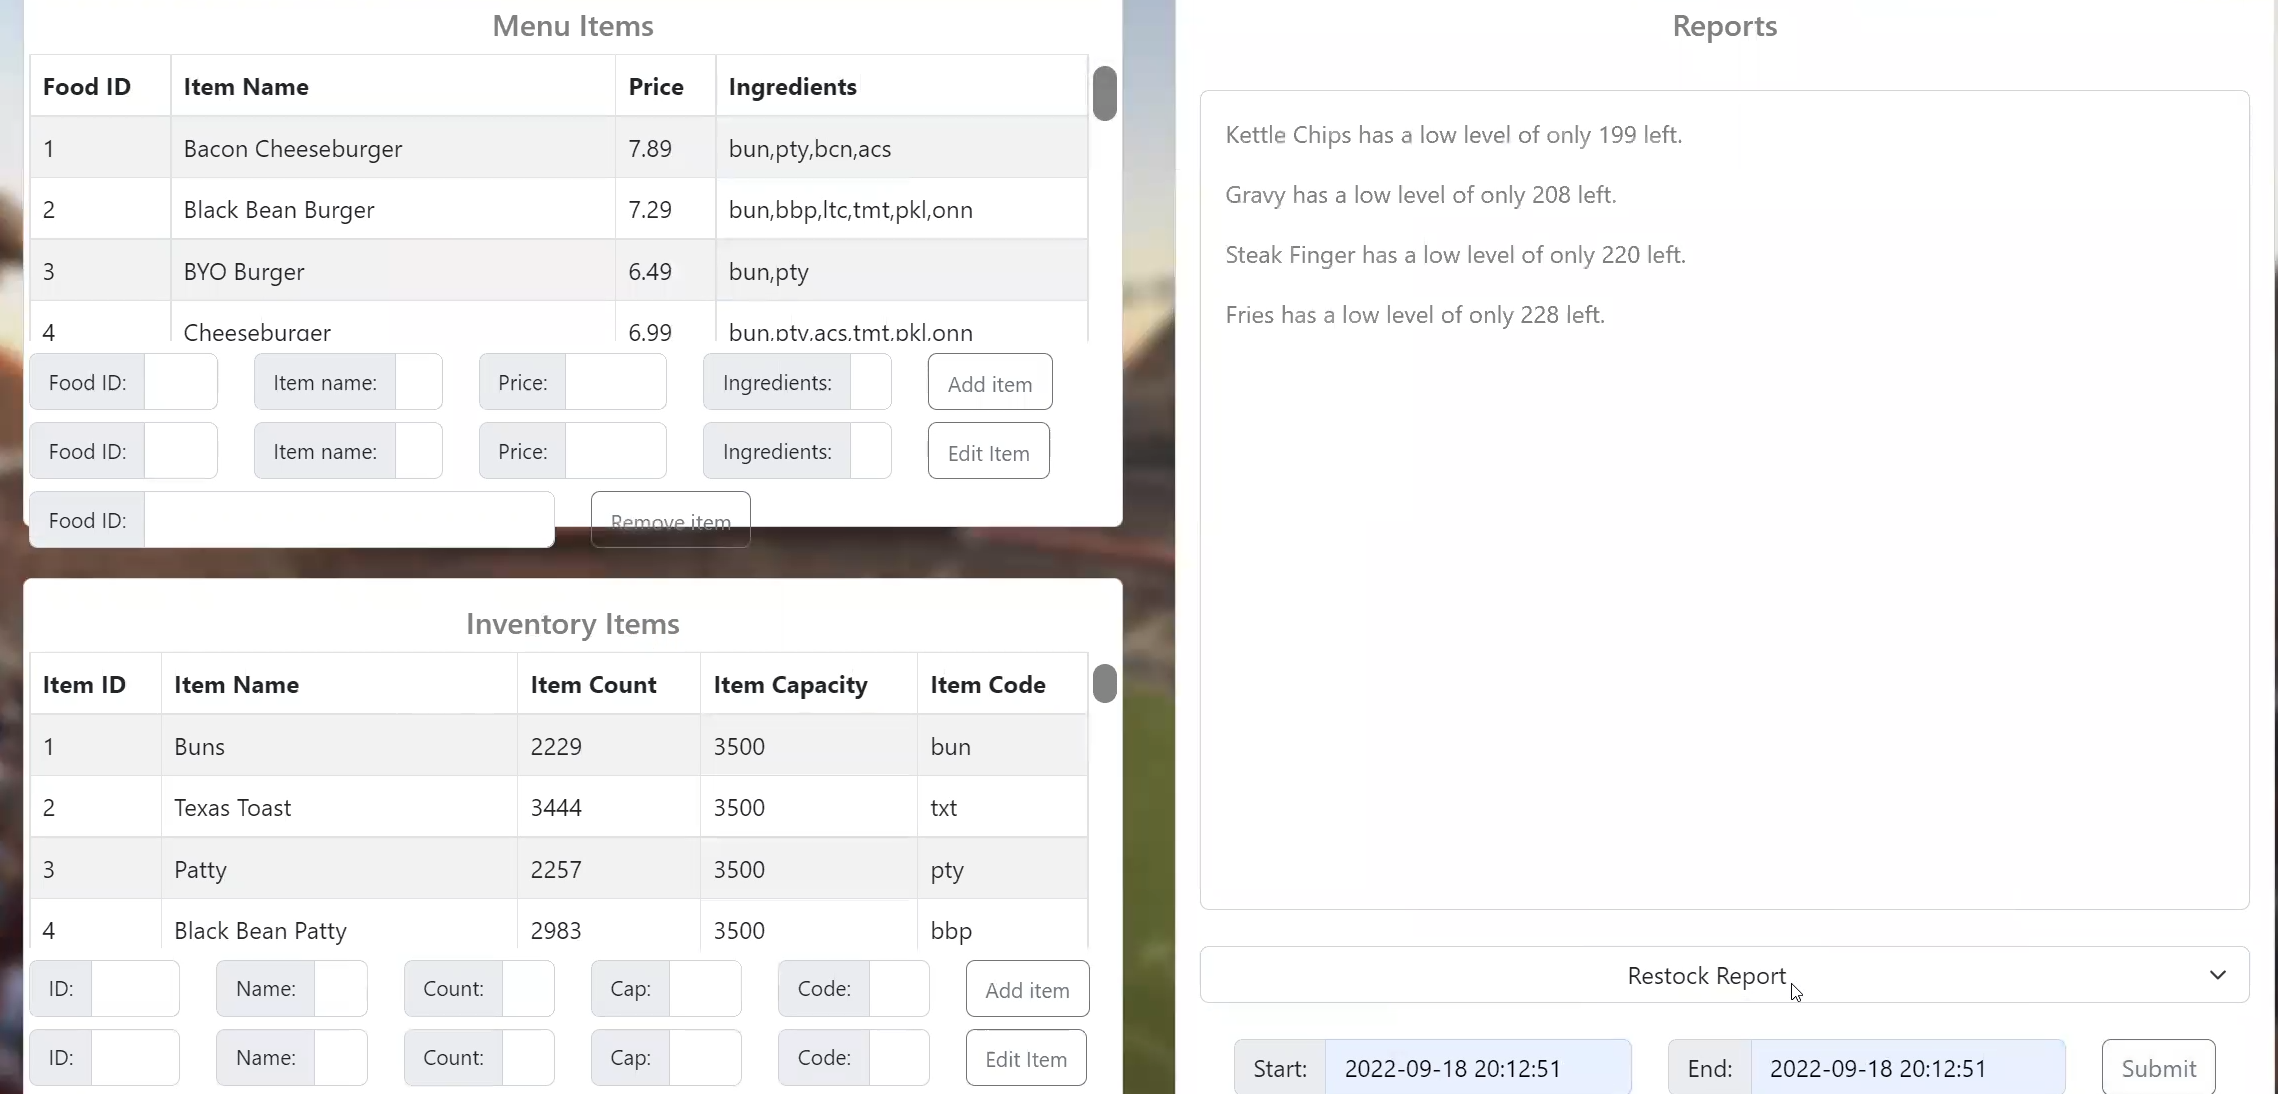 Menu Items
Food ID Item Name Price Ingredients
1 Bacon Cheeseburger 7.89 bun,pty,bcn,acs
2 Black Bean Burger 7.29 bun,bbp,ltc,tmt,pkl,onn
3 BYO Burger 6.49 bun,pty
4 Cheeseburger 6.99 bun,pty,acs,tmt,pkl,onn
Food ID: Item name: Price: Ingredients: Add item
Food ID: Item name: Price: Ingredients: Edit Item
Food ID: Remove item
Inventory Items
Item ID Item Name Item Count Item Capacity Item Code
1 Buns 2229 3500 bun
2 Texas Toast 3444 3500 txt
3 Patty 2257 3500 pty
4 Black Bean Patty 2983 3500 bbp
ID: Name: Count: Cap: Code: Add item
ID: Name: Count: Cap: Code: Edit Item
Reports
Kettle Chips has a low level of only 199 left.
Gravy has a low level of only 208 left.
Steak Finger has a low level of only 220 left.
Fries has a low level of only 228 left.
Restock Report
Start: 2022-09-18 20:12:51 End: 2022-09-18 20:12:51 Submit